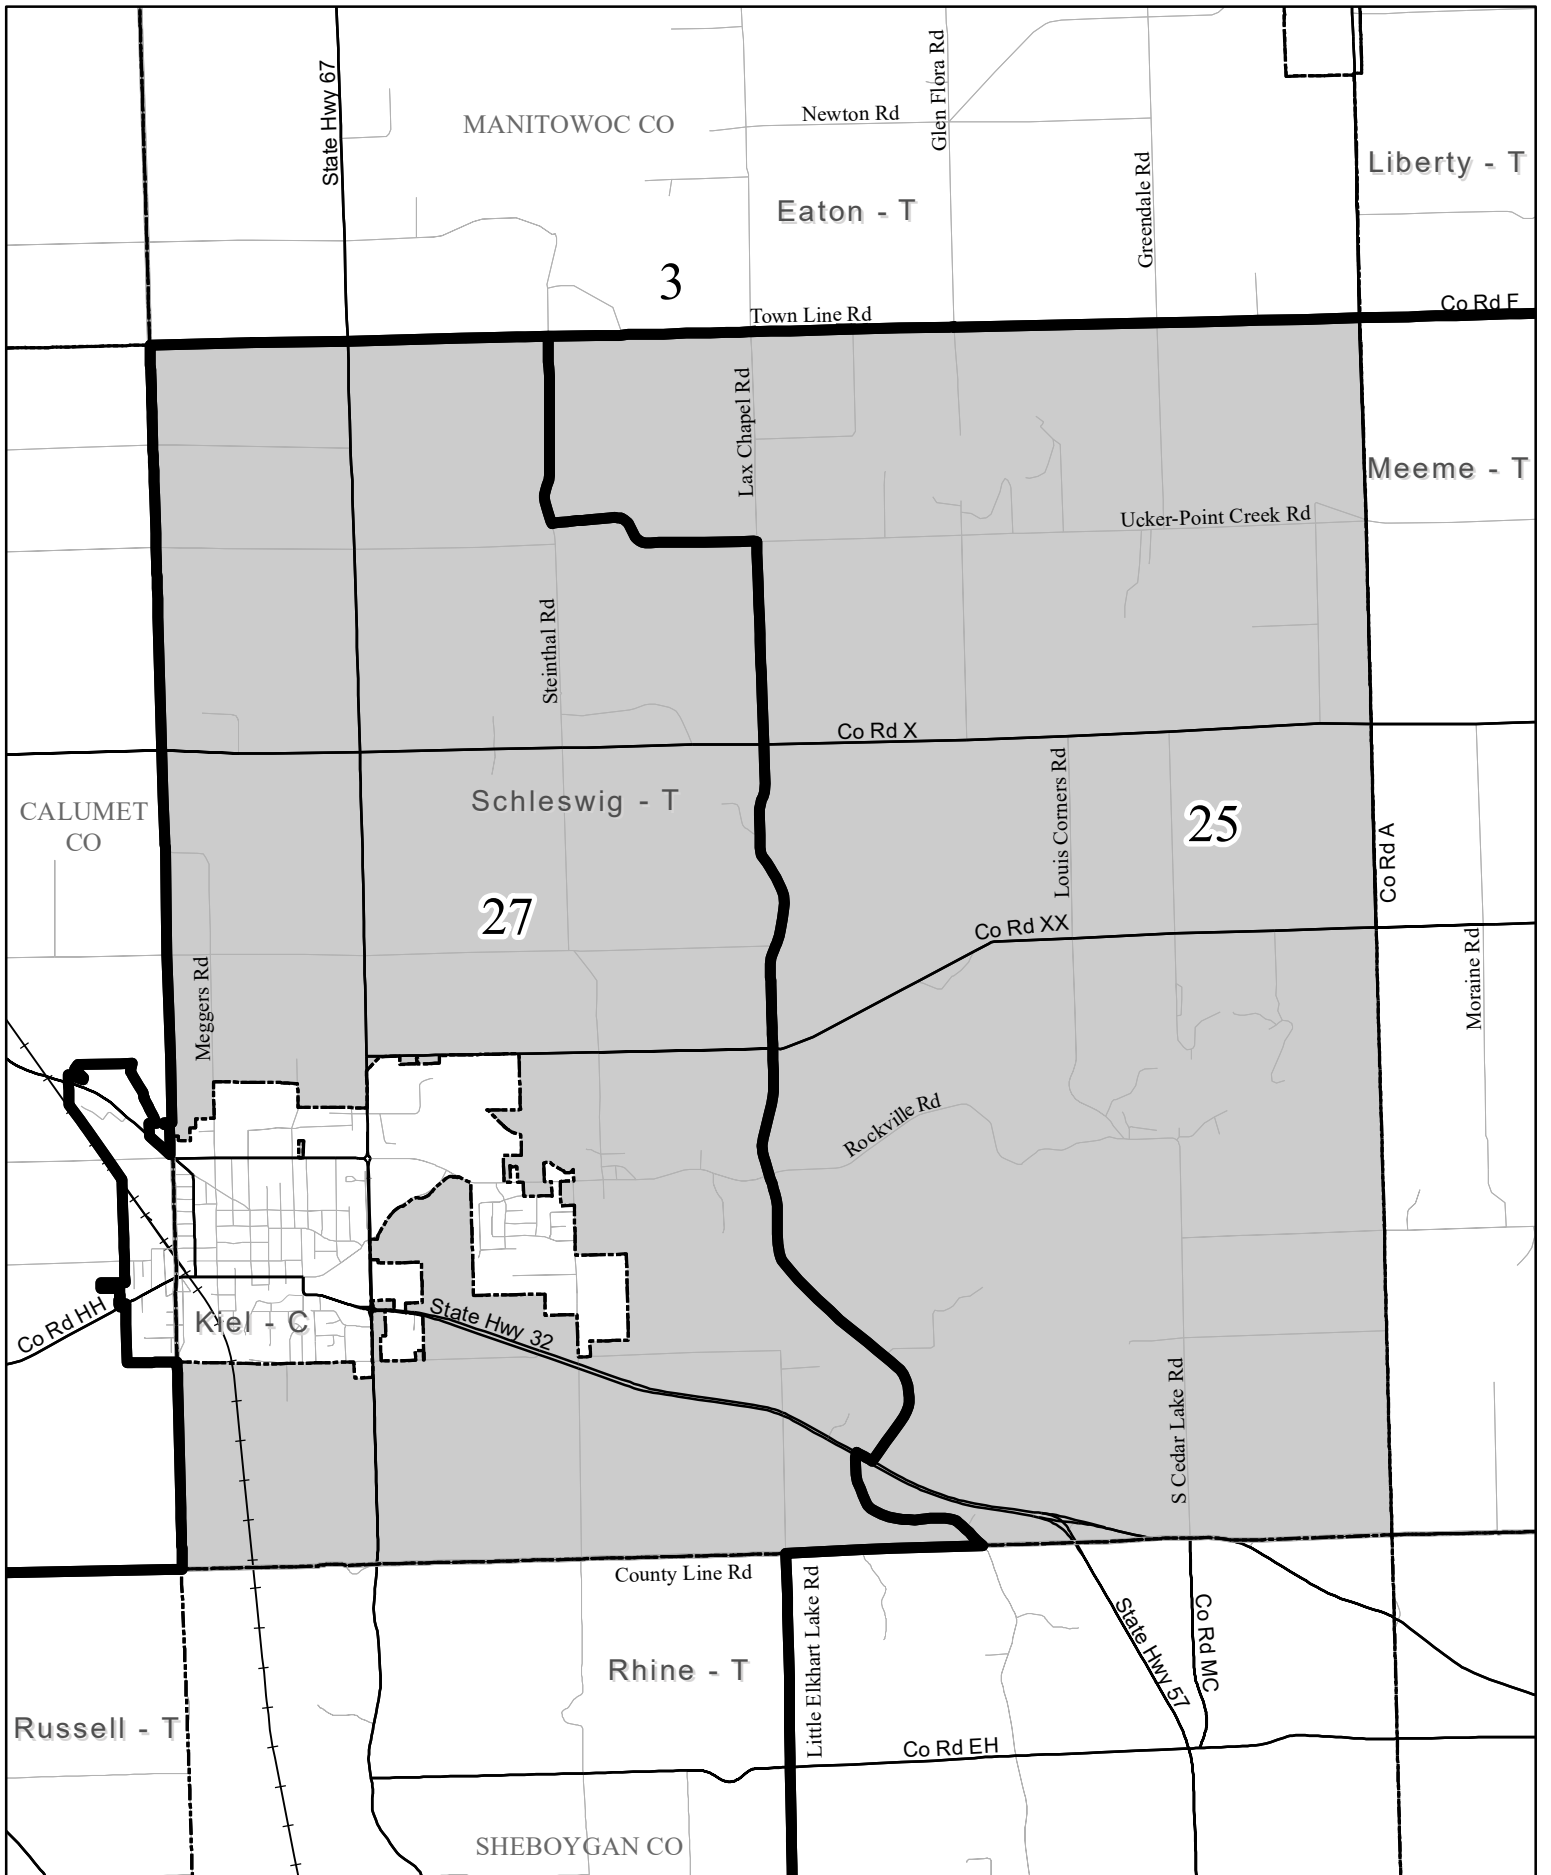 State Hwy 67
MANITOWOC CO
Newton Rd
Glen Flora Rd
Greendale Rd
Liberty - T
Eaton - T
3
Town Line Rd
Co Rd F
Lax Chapel Rd
Meeme - T
Ucker-Point Creek Rd
Steinthal Rd
Co Rd X
CALUMET
CO
Schleswig - T
Louis Corners Rd
25
Co Rd A
27
Co Rd XX
Meggers Rd
Moraine Rd
Rockville Rd
Co Rd HH
Kiel - C
State Hwy 32
S Cedar Lake Rd
County Line Rd
Little Elkhart Lake Rd
State Hwy 57
Co Rd MC
Rhine - T
Russell - T
Co Rd EH
SHEBOYGAN CO